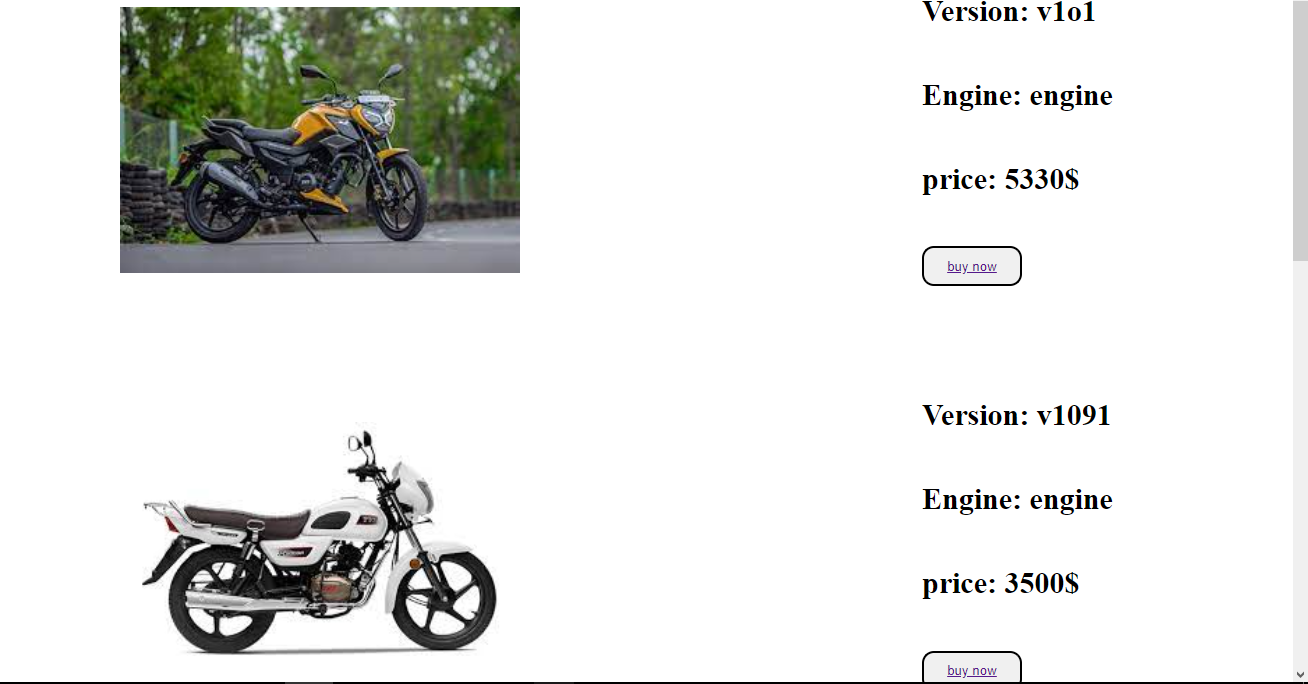 Version: v1o1
Engine: engine
price: 5330$
buy now
Version: v1091
Engine: engine
price: 3500$
buy now